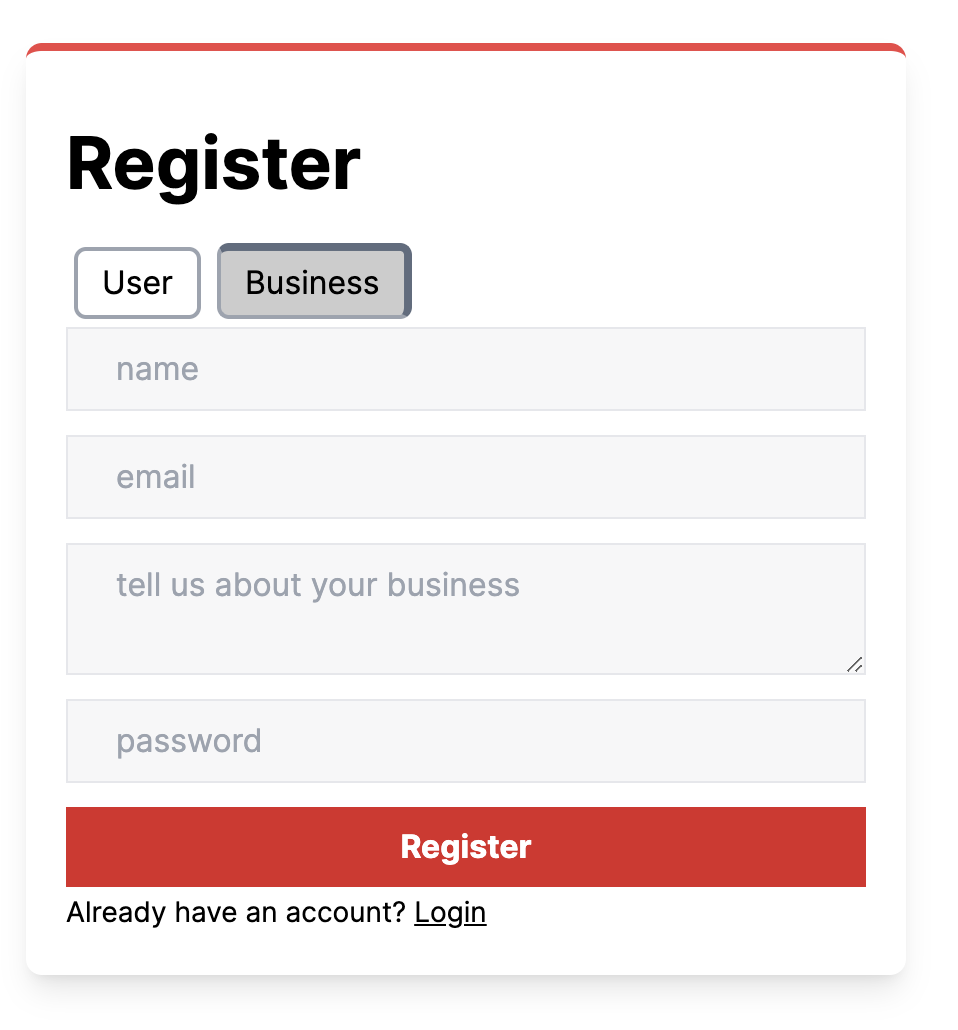 Register
User Business
name
email
tell us about your business
password
Register
Already have an account? Login